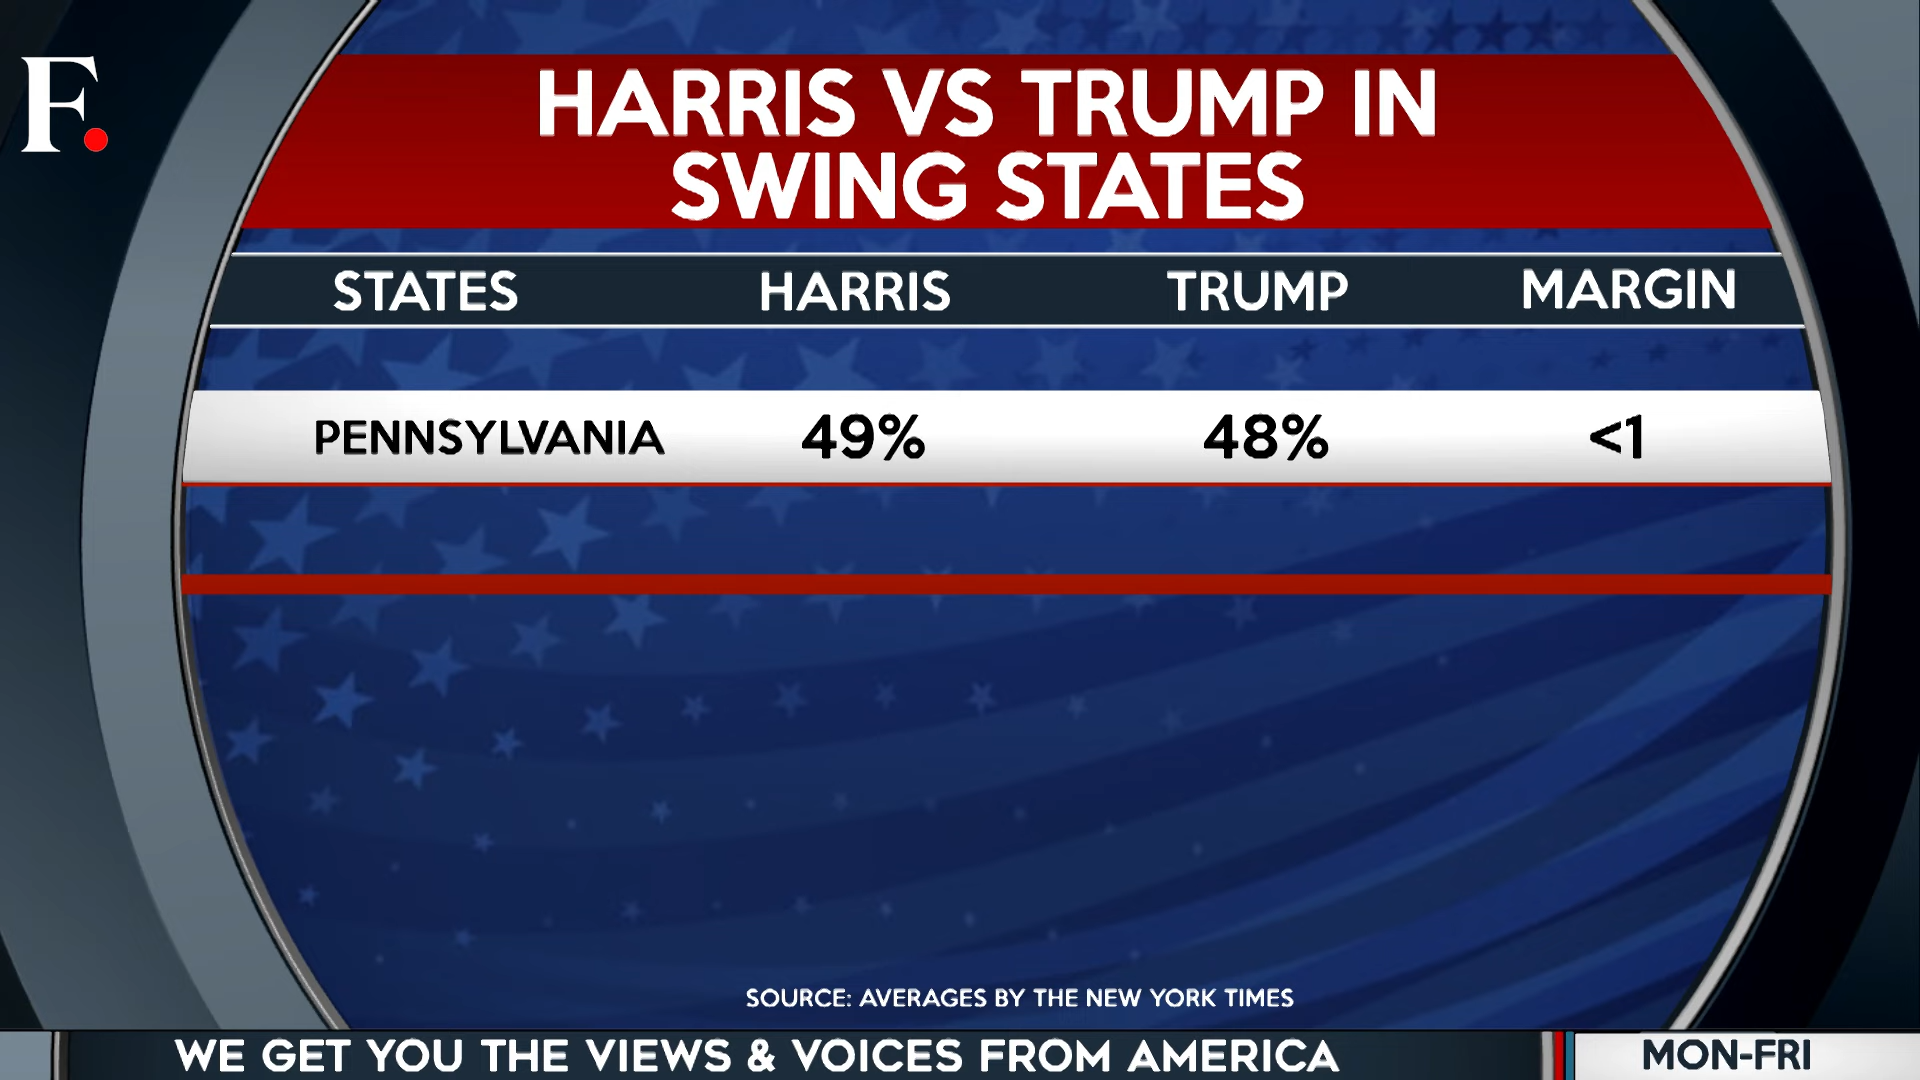 F.
HARRIS VS TRUMP IN
SWING STATES
STATES HARRIS TRUMP MARGIN
PENNSYLVANIA 49% 48% <1
SOURCE: AVERAGES BY THE NEW YORK TIMES
WE GET YOU THE VIEWS & VOICES FROM AMERICA MON-FRI